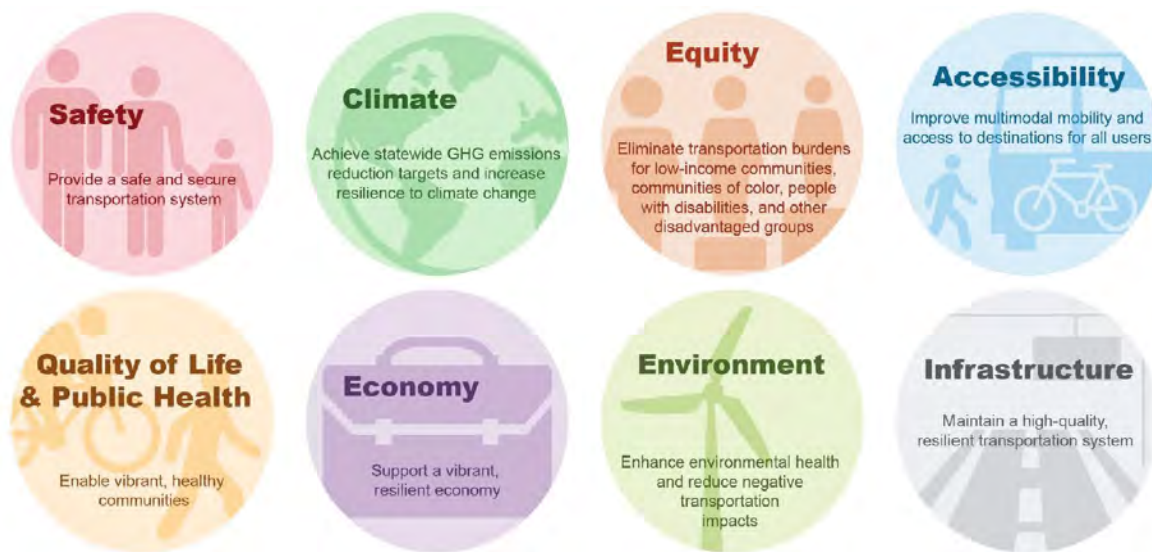 Safety
Provide a safe and secure
transportation system
Climate
Achieve statewide GHG emissions
reduction targets and increase
resilience to climate change
Equity
Eliminate transportation burdens
for low-income communities,
communities of color, people
with disabilities, and other
disadvantaged groups
Accessibility
Improve multimodal mobility and
access to destinations for all users
Quality of Life
& Public Health
Enable vibrant, healthy
communities
Economy
Support a vibrant,
resilient economy
Environment
Enhance environmental health
and reduce negative
transportation
impacts
Infrastructure
Maintain a high-quality,
resilient transportation system